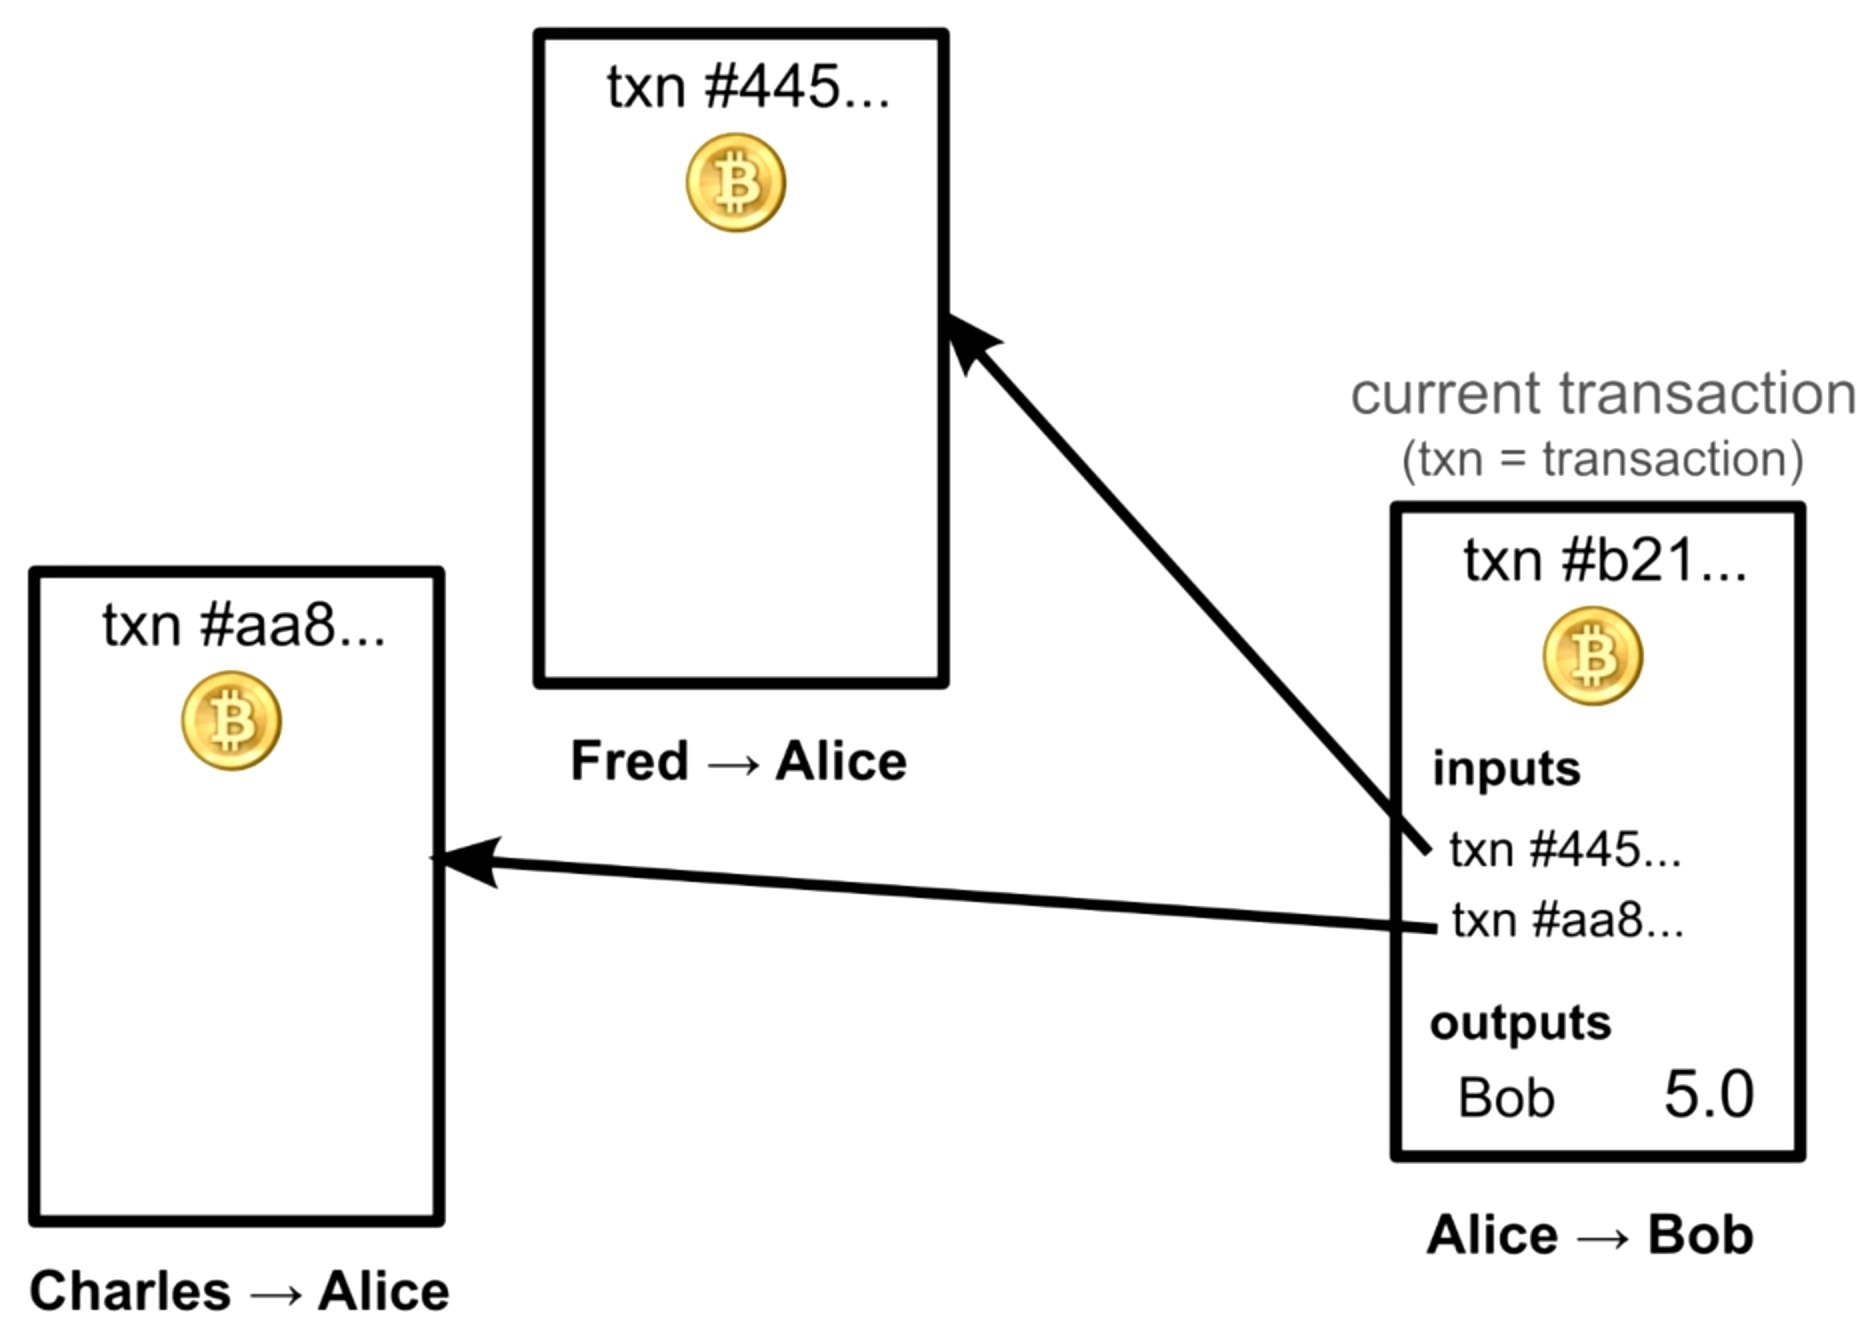 txn #445...
Fred → Alice
txn #aa8...
Charles → Alice
current transaction
(txn = transaction)
txn #b21...
inputs
txn #445...
txn #aa8...
outputs
Bob 5.0
Alice → Bob